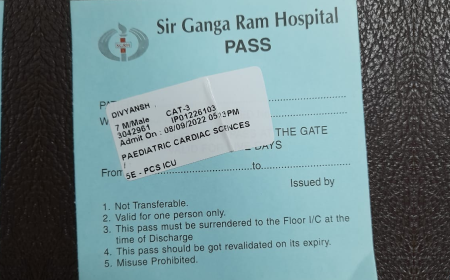 Sir Ganga Ram Hospital
PASS
DIVYANSH
7 M/Male CAT-3
3042961 IP01226103
Admit On : 08/09/2022 05:13PM
PAEDIATRIC CARDIAC SCIENCES
/
5E - PCS ICU
THE GATE
DAYS
From to
Issued by
1. Not Transferable.
2. Valid for one person only.
3. This pass must be surrendered to the Floor I/C at the
time of Discharge
4. This pass should be got revalidated on its expiry.
5. Misuse Prohibited.